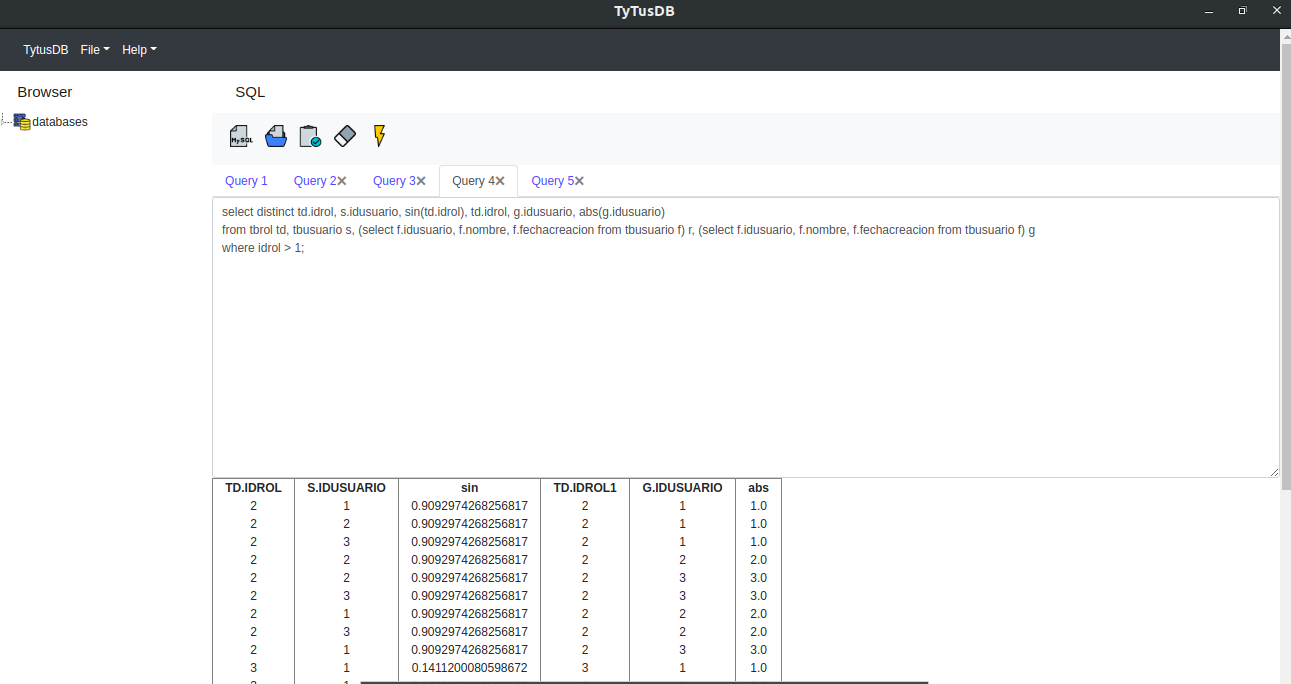 TyTusDB
TytusDB File Help
Browser
SQL
databases
MySQL
Query 1 Query 2 Query 3 Query 4 Query 5
select distinct td.idrol, s.idusuario, sin(td.idrol), td.idrol, g.idusuario, abs(g.idusuario)
from tbrol td, tbusuario s, (select f.idusuario, f.nombre, f.fechacreacion from tbusuario f) r, (select f.idusuario, f.nombre, f.fechacreacion from tbusuario f) g
where idrol > 1;
TD.IDROL S.IDUSUARIO sin TD.IDROL1 G.IDUSUARIO abs
2 1 0.9092974268256817 2 1 1.0
2 2 0.9092974268256817 2 1 1.0
2 3 0.9092974268256817 2 1 1.0
2 2 0.9092974268256817 2 2 2.0
2 2 0.9092974268256817 2 3 3.0
2 3 0.9092974268256817 2 3 3.0
2 1 0.9092974268256817 2 2 2.0
2 3 0.9092974268256817 2 2 2.0
2 1 0.9092974268256817 2 3 3.0
3 1 0.1411200080598672 3 1 1.0